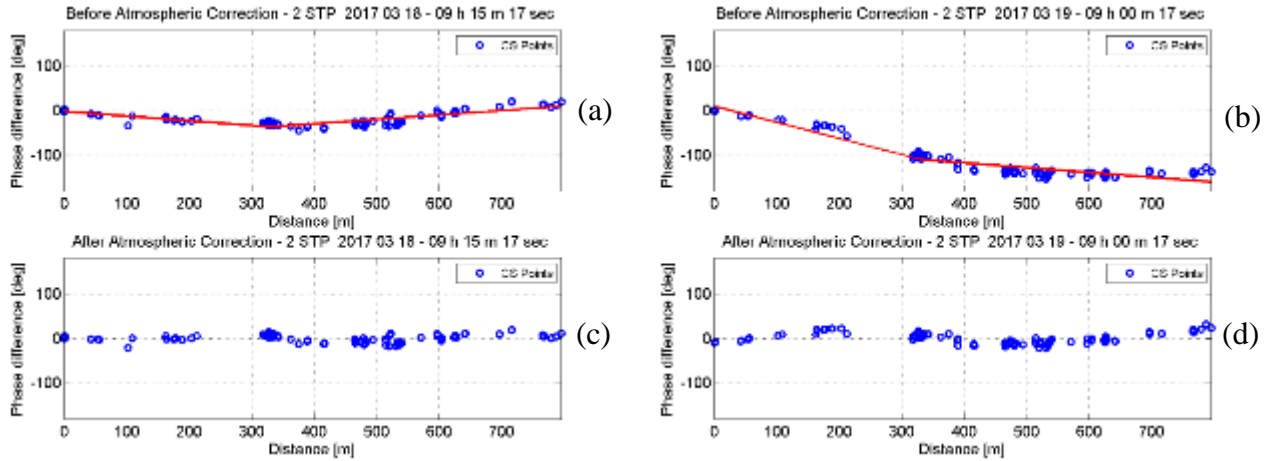 Before Atmospheric Correction - 2 STP 2017 03 18 - 09 h 15 m 17 sec
Phase difference [deg]
100
0
-100
CS Points
(a)
0 100 200 300 400 500 600 700
Distance [m]
Before Atmospheric Correction - 2 STP 2017 03 19 - 09 h 00 m 17 sec
Phase difference [deg]
100
0
-100
CS Points
(b)
0 100 200 300 400 500 600 700
Distance [m]
After Atmospheric Correction - 2 STP 2017 03 18 - 09 h 15 m 17 sec
Phase difference [deg]
100
0
-100
CS Points
(c)
0 100 200 300 400 500 600 700
Distance [m]
After Atmospheric Correction - 2 STP 2017 03 19 - 09 h 00 m 17 sec
Phase difference [deg]
100
0
-100
CS Points
(d)
0 100 200 300 400 500 600 700
Distance [m]